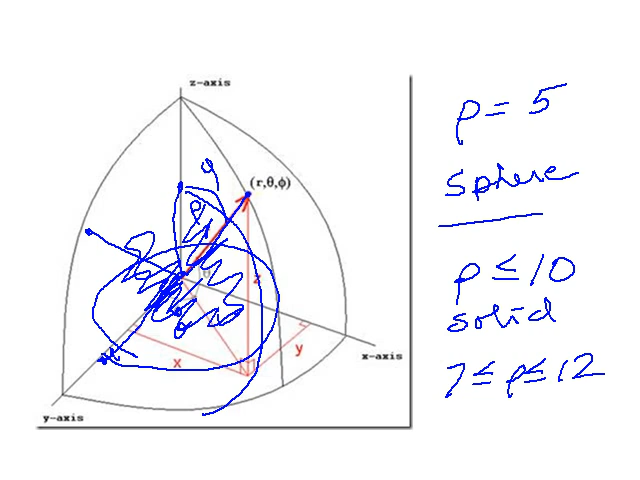 z-axis
(r,θ,ϕ)
φ
ρ
θ
z
x
y
x-axis
y-axis
ρ = 5
sphere
ρ ≤ 10
solid
7 ≤ ρ ≤ 12